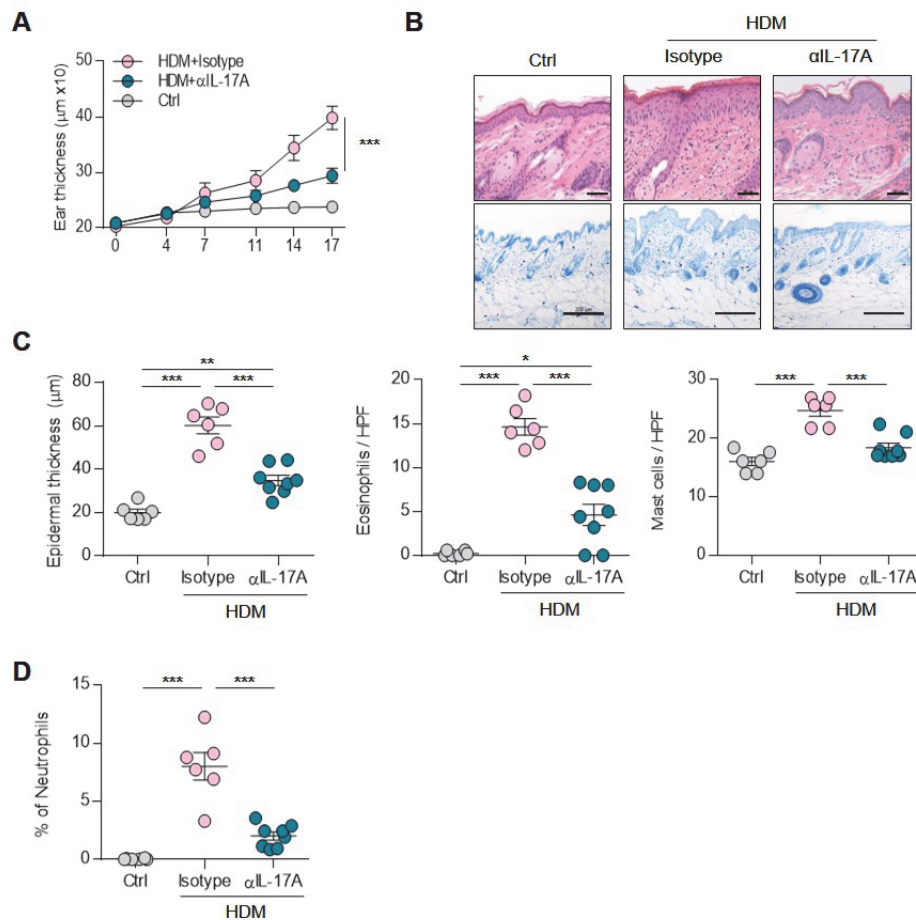 A
Ear thickness (µm x10)
50
40
30
20
0 4 7 11 14 17
HDM+Isotype
HDM+αIL-17A
Ctrl
***
B
HDM
Ctrl Isotype αIL-17A
200 µm
C
Epidermal thickness (µm)
80
60
40
20
0
**
*** ***
Ctrl Isotype αIL-17A
HDM
Eosinophils / HPF
20
15
10
5
0
*
*** ***
Ctrl Isotype αIL-17A
HDM
Mast cells / HPF
30
20
10
0
*** ***
Ctrl Isotype αIL-17A
HDM
D
% of Neutrophils
15
10
5
0
*** ***
Ctrl Isotype αIL-17A
HDM